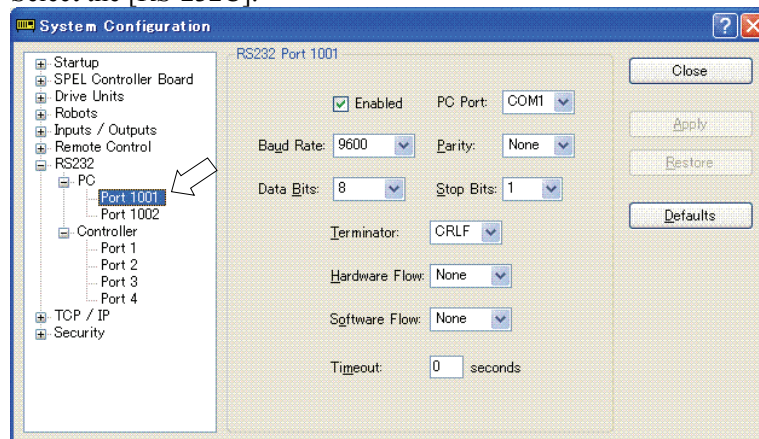 System Configuration
Startup
SPEL Controller Board
Drive Units
Robots
Inputs / Outputs
Remote Control
RS232
PC
Port 1001
Port 1002
Controller
Port 1
Port 2
Port 3
Port 4
TCP / IP
Security
RS232 Port 1001
Enabled PC Port: COM1
Baud Rate: 9600 Parity: None
Data Bits: 8 Stop Bits: 1
Terminator: CRLF
Hardware Flow: None
Software Flow: None
Timeout: 0 seconds
Close
Apply
Restore
Defaults